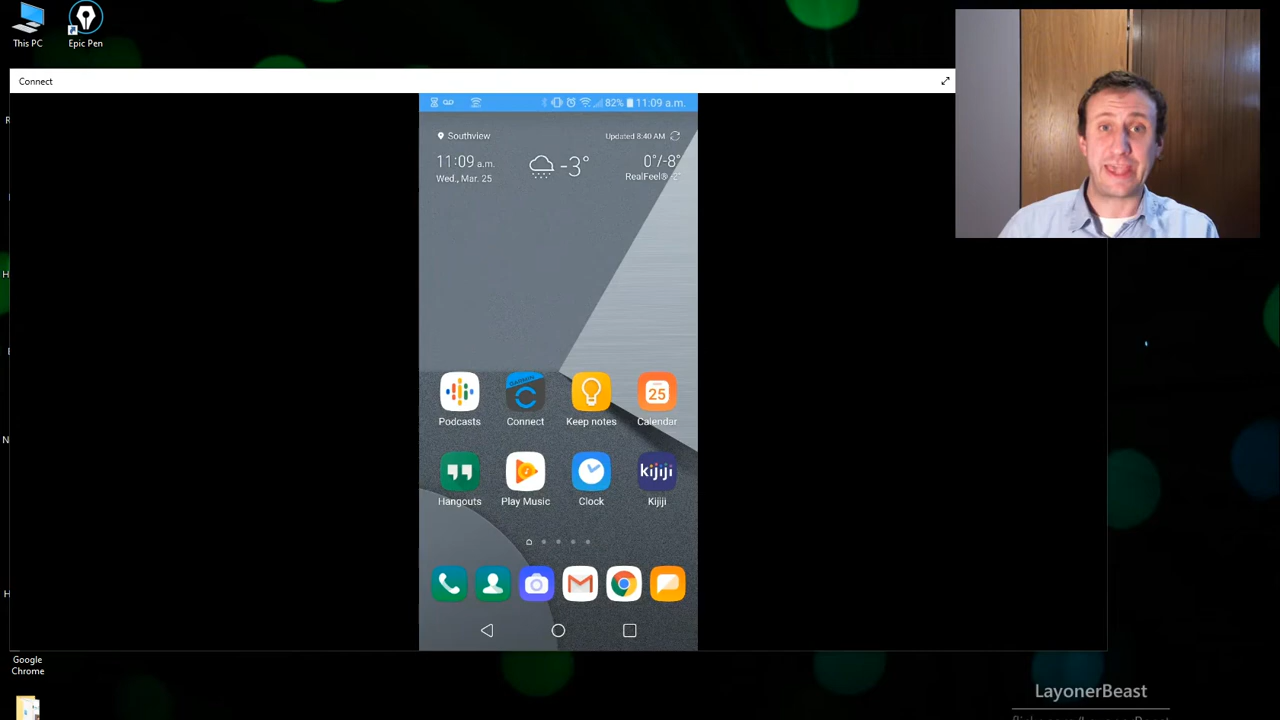 This PC
Epic Pen
Connect
82% 11:09 a.m.
Southview
Updated 8:40 AM
11:09 a.m.
-3°
0°/-8°
Wed., Mar. 25
RealFeel® -2°
Podcasts
Connect
Keep notes
25
Calendar
kijiji
Hangouts
Play Music
Clock
Kijiji
Google
Chrome
LayonerBeast